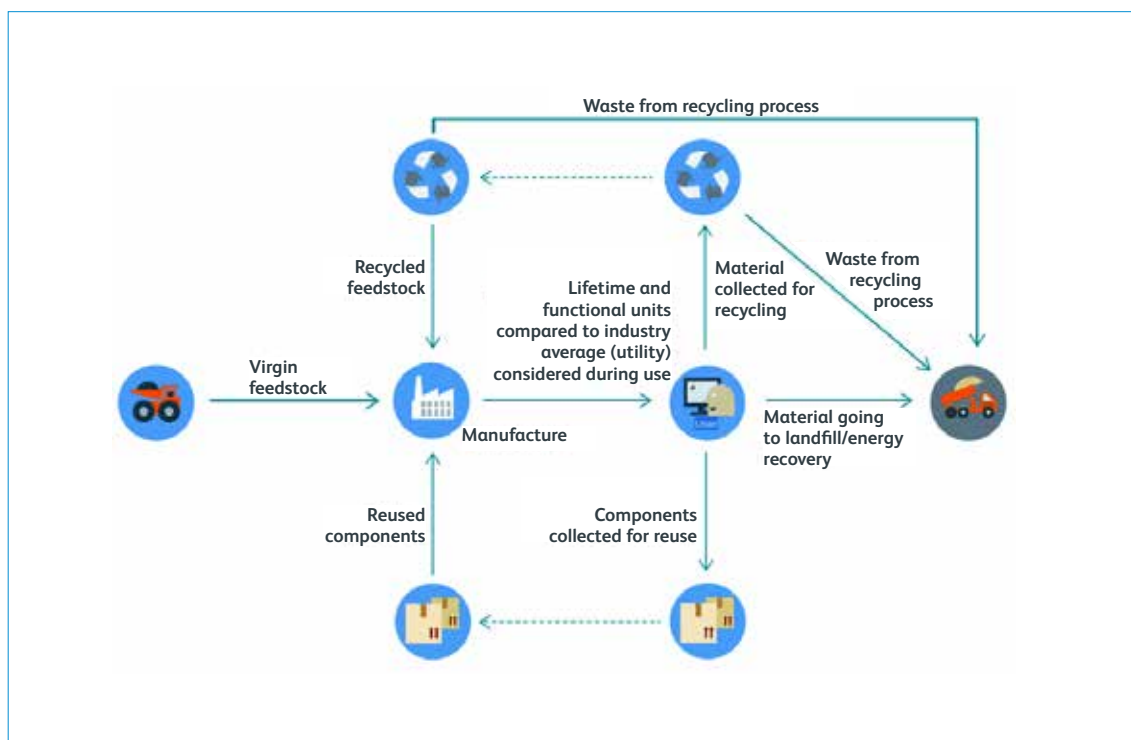 Waste from recycling process
Recycled
feedstock
Lifetime and
functional units
compared to industry
average (utility)
considered during use
Material
collected for
recycling
Waste from
recycling
process
Virgin
feedstock
Manufacture
User
Material going
to landfill/energy
recovery
Reused
components
Components
collected for reuse